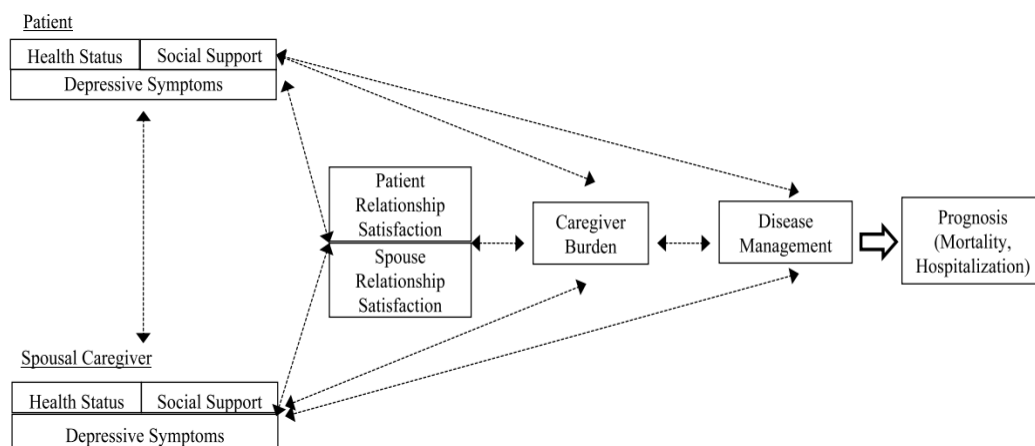 Patient
Health Status
Social Support
Depressive Symptoms
Patient
Relationship
Satisfaction
Spouse
Relationship
Satisfaction
Caregiver
Burden
Disease
Management
Prognosis
(Mortality,
Hospitalization)
Spousal Caregiver
Health Status
Social Support
Depressive Symptoms